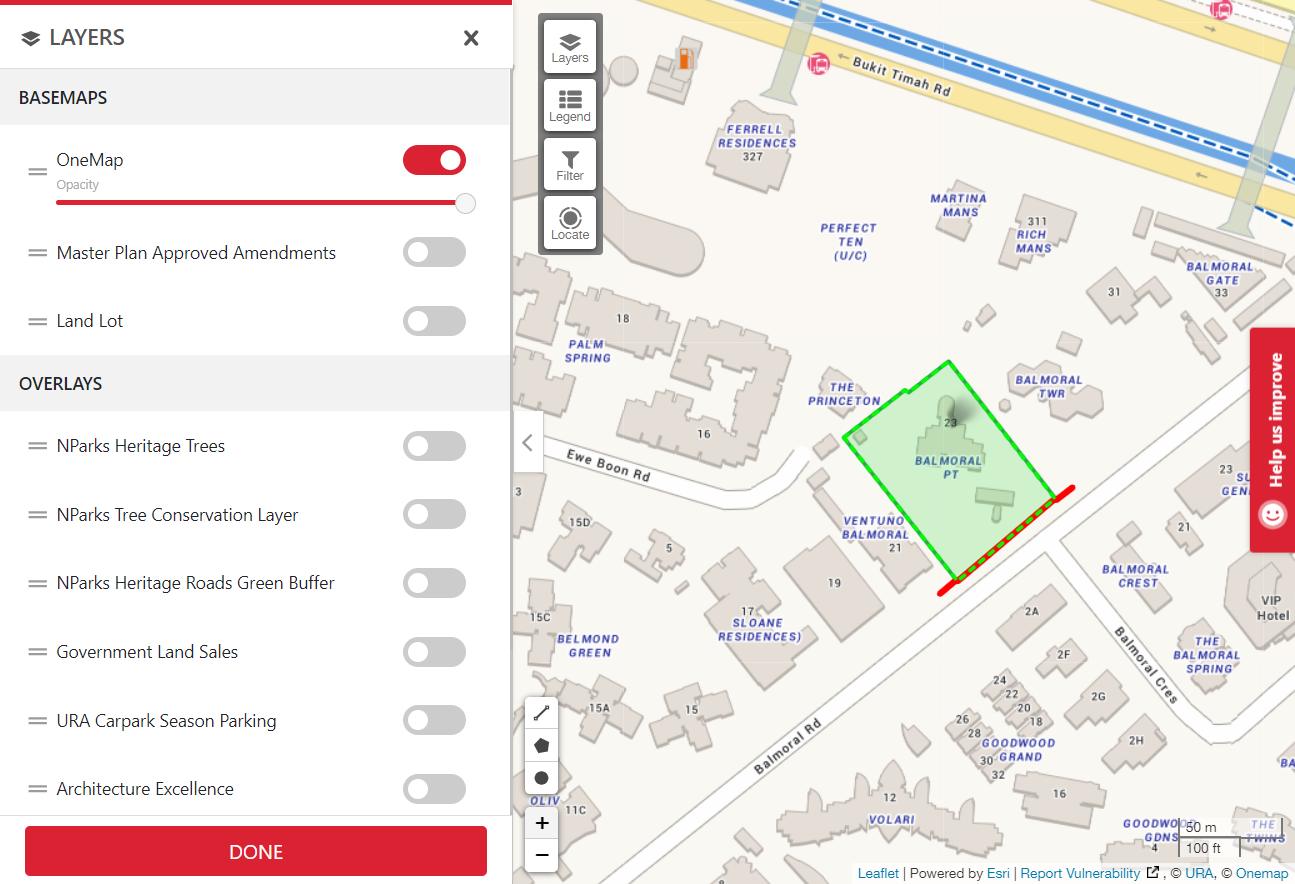 LAYERS
BASEMAPS
OneMap
Opacity
Master Plan Approved Amendments
Land Lot
OVERLAYS
NParks Heritage Trees
NParks Tree Conservation Layer
NParks Heritage Roads Green Buffer
Government Land Sales
URA Carpark Season Parking
Architecture Excellence
DONE
Layers
Legend
Filter
Locate
Bukit Timah Rd
FERRELL
RESIDENCES
327
MARTINA
MANS
311
RICH
MANS
PERFECT
TEN
(U/C)
BALMORAL
GATE
33
31
18
PALM
SPRING
THE
PRINCETON
BALMORAL
TWR
16
23
BALMORAL
PT
Ewe Boon Rd
3
15D
5
VENTUNO
BALMORAL
21
23
21
19
BALMORAL
CREST
VIP
Hotel
15C
BELMOND
GREEN
17
SLOANE
RESIDENCES)
2A
2F
Balmoral Cres
THE
BALMORAL
SPRING
15A
15
24
22
20
18
2G
26
28
30
32
GOODWOOD
GRAND
2H
Balmoral Rd
OLIV
11C
12
VOLARI
16
4
GDNS
THE
TWINS
8
2
+
−
50 m
100 ft
Help us improve
Leaflet | Powered by Esri | Report Vulnerability , © URA, © Onemap